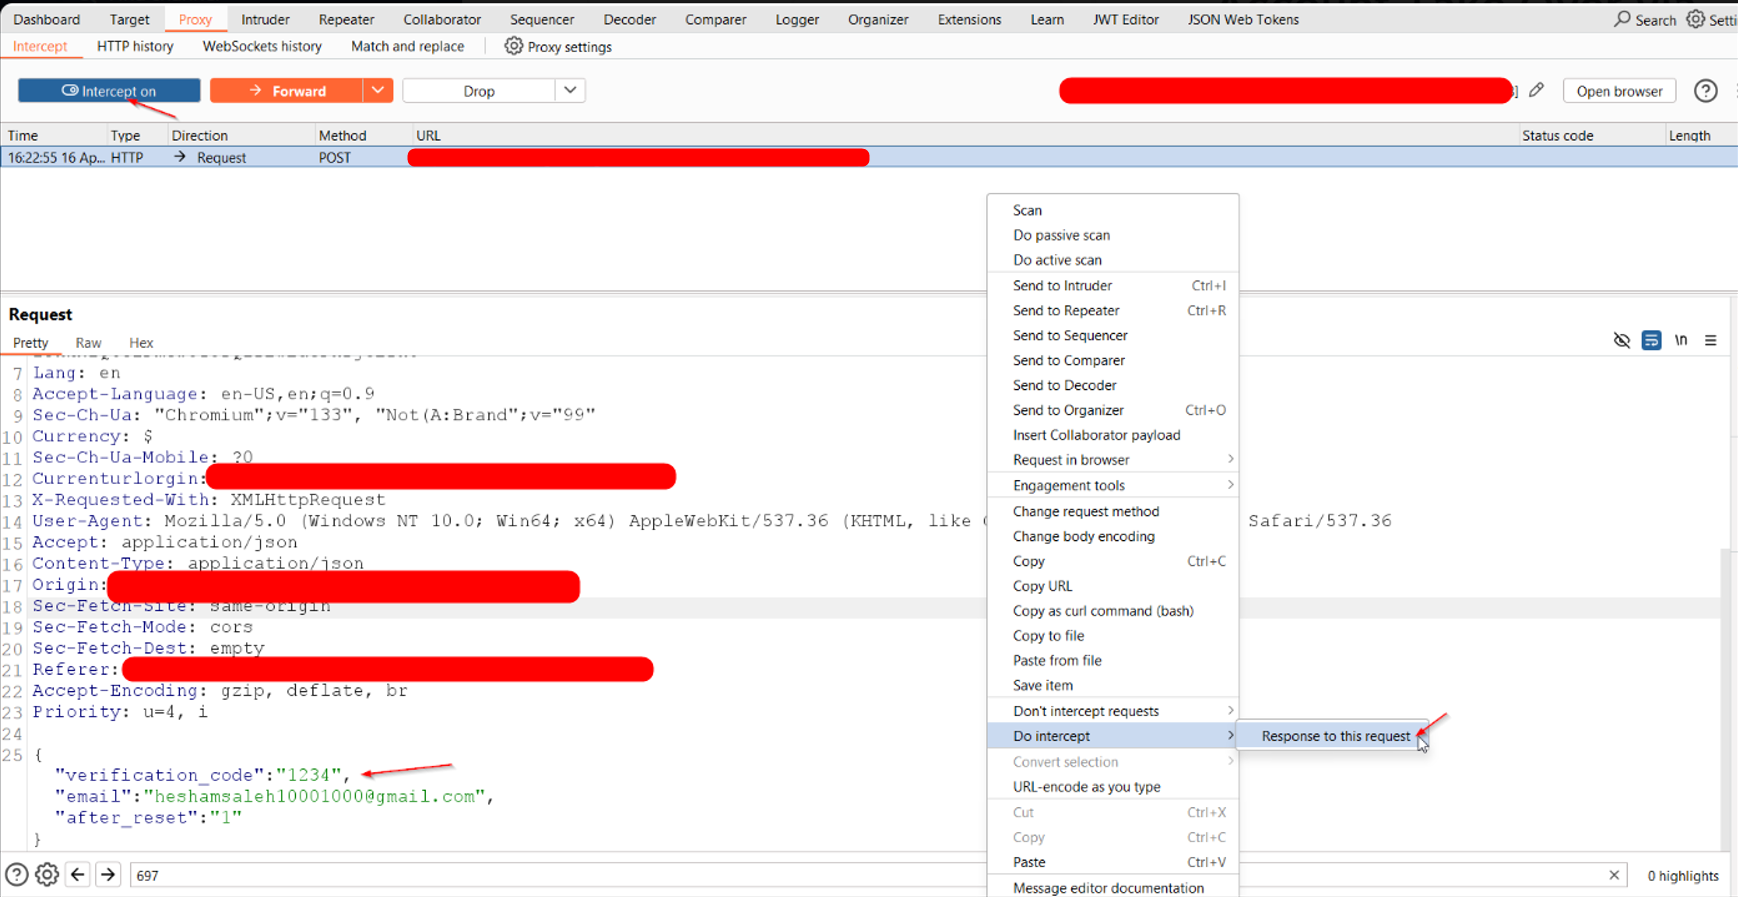 Dashboard Target Proxy Intruder Repeater Collaborator Sequencer Decoder Comparer Logger Organizer Extensions Learn JWT Editor JSON Web Tokens Search
Intercept HTTP history WebSockets history Match and replace Proxy settings
Intercept on Forward Drop Open browser
Time Type Direction Method URL Status code Length
16:22:55 16 Ap... HTTP → Request POST
Request
Pretty Raw Hex \n
7 Lang: en
8 Accept-Language: en-US,en;q=0.9
9 Sec-Ch-Ua: "Chromium";v="133", "Not(A:Brand";v="99"
10 Currency: $
11 Sec-Ch-Ua-Mobile: ?0
12 Currenturlorgin:
13 X-Requested-With: XMLHttpRequest
14 User-Agent: Mozilla/5.0 (Windows NT 10.0; Win64; x64) AppleWebKit/537.36 (KHTML, like Safari/537.36
15 Accept: application/json
16 Content-Type: application/json
17 Origin:
18 Sec-Fetch-Site: same-origin
19 Sec-Fetch-Mode: cors
20 Sec-Fetch-Dest: empty
21 Referer:
22 Accept-Encoding: gzip, deflate, br
23 Priority: u=4, i
24
25 {
"verification_code":"1234",
"email":"heshamsaleh10001000@gmail.com",
"after_reset":"1"
}
697
0 highlights
Scan
Do passive scan
Do active scan
Send to Intruder Ctrl+I
Send to Repeater Ctrl+R
Send to Sequencer
Send to Comparer
Send to Decoder
Send to Organizer Ctrl+O
Insert Collaborator payload
Request in browser
Engagement tools
Change request method
Change body encoding
Copy Ctrl+C
Copy URL
Copy as curl command (bash)
Copy to file
Paste from file
Save item
Don't intercept requests
Do intercept
Response to this request
Convert selection
URL-encode as you type
Cut Ctrl+X
Copy Ctrl+C
Paste Ctrl+V
Message editor documentation